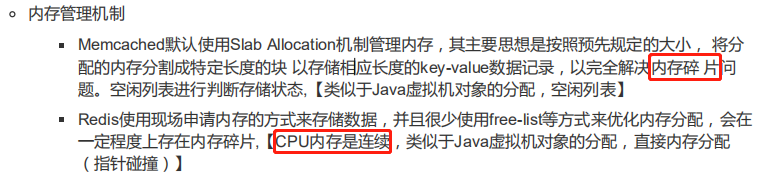 内存管理机制
Memcached默认使用Slab Allocation机制管理内存，其主要思想是按照预先规定的大小， 将分
配的内存分割成特定长度的块 以存储相应长度的key-value数据记录，以完全解决内存碎 片问
题。空闲列表进行判断存储状态,【类似于Java虚拟机对象的分配，空闲列表】
Redis使用现场申请内存的方式来存储数据，并且很少使用free-list等方式来优化内存分配，会在
一定程度上存在内存碎片,【CPU内存是连续，类似于Java虚拟机对象的分配，直接内存分配
（指针碰撞）】